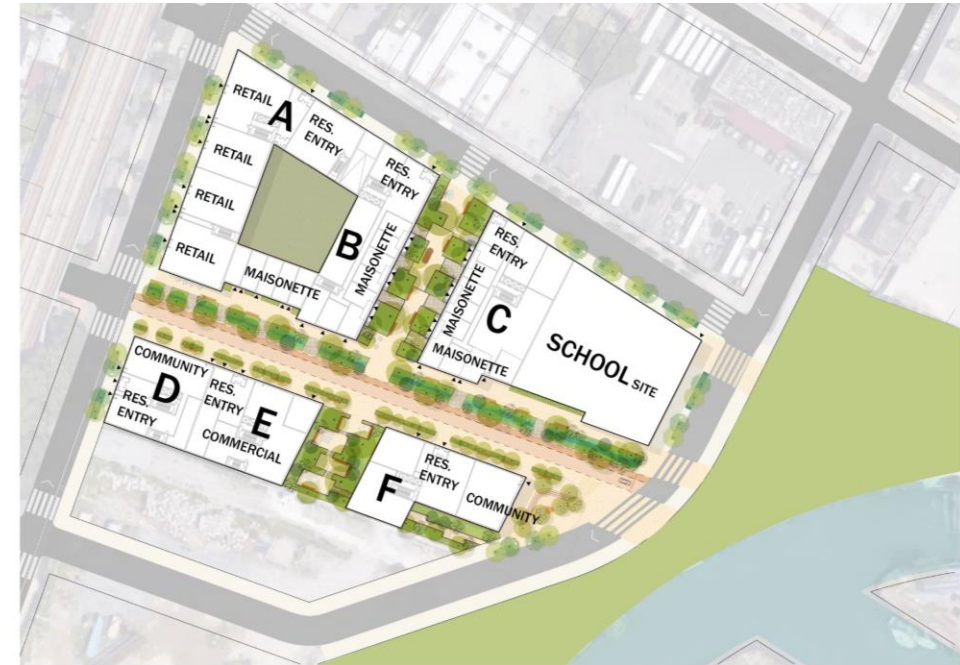 RETAIL
A
RES.
ENTRY
RES.
ENTRY
RETAIL
RETAIL
RETAIL
B
MAISONETTE
MAISONETTE
RES.
ENTRY
MAISONETTE
C
MAISONETTE
SCHOOL SITE
COMMUNITY
D
RES.
ENTRY
RES.
ENTRY
E
COMMERCIAL
F
RES.
ENTRY
COMMUNITY